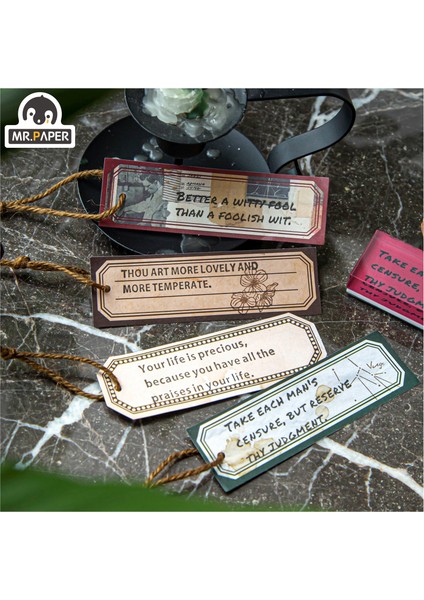 MR.PAPER
BETTER A WITTY FOOL
THAN A FOOLISH WIT.
THOU ART MORE LOVELY AND
MORE TEMPERATE.
Your life is precious,
because you have all the
praises in your life.
TAKE EACH MAN'S
CENSURE, BUT RESERVE
THY JUDGMENT.
TAKE EACH
CENSURE,
THY JUDGM